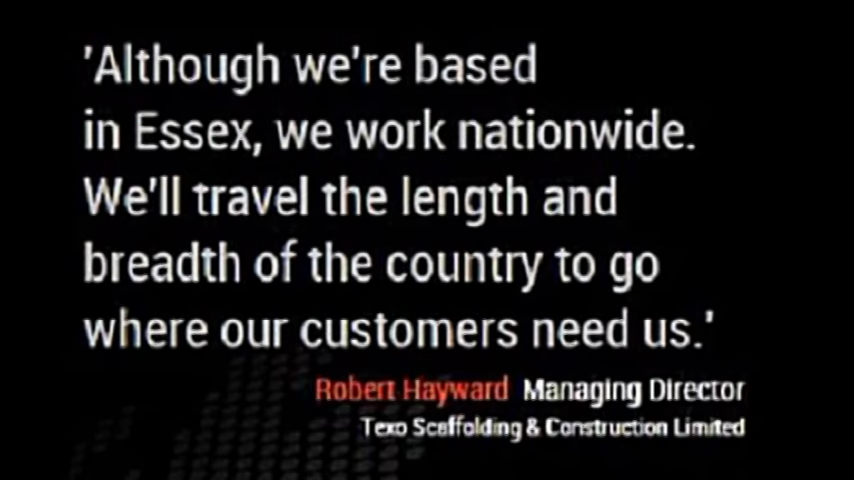 'Although we're based
in Essex, we work nationwide.
We'll travel the length and
breadth of the country to go
where our customers need us.'
Robert Hayward Managing Director
Texo Scaffolding & Construction Limited